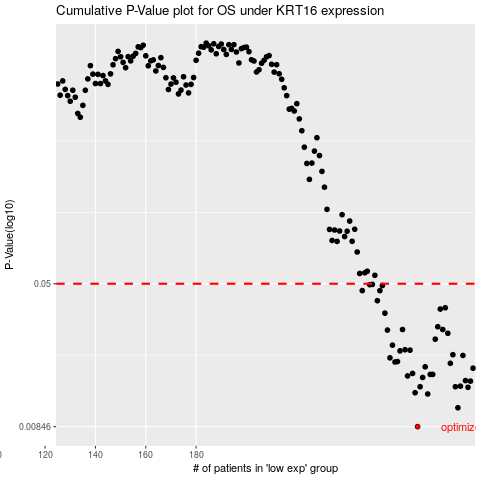 Cumulative P-Value plot for OS under KRT16 expression
P-Value(log10)
0.05
0.00846
optimiz
0 120 140 160 180
# of patients in 'low exp' group